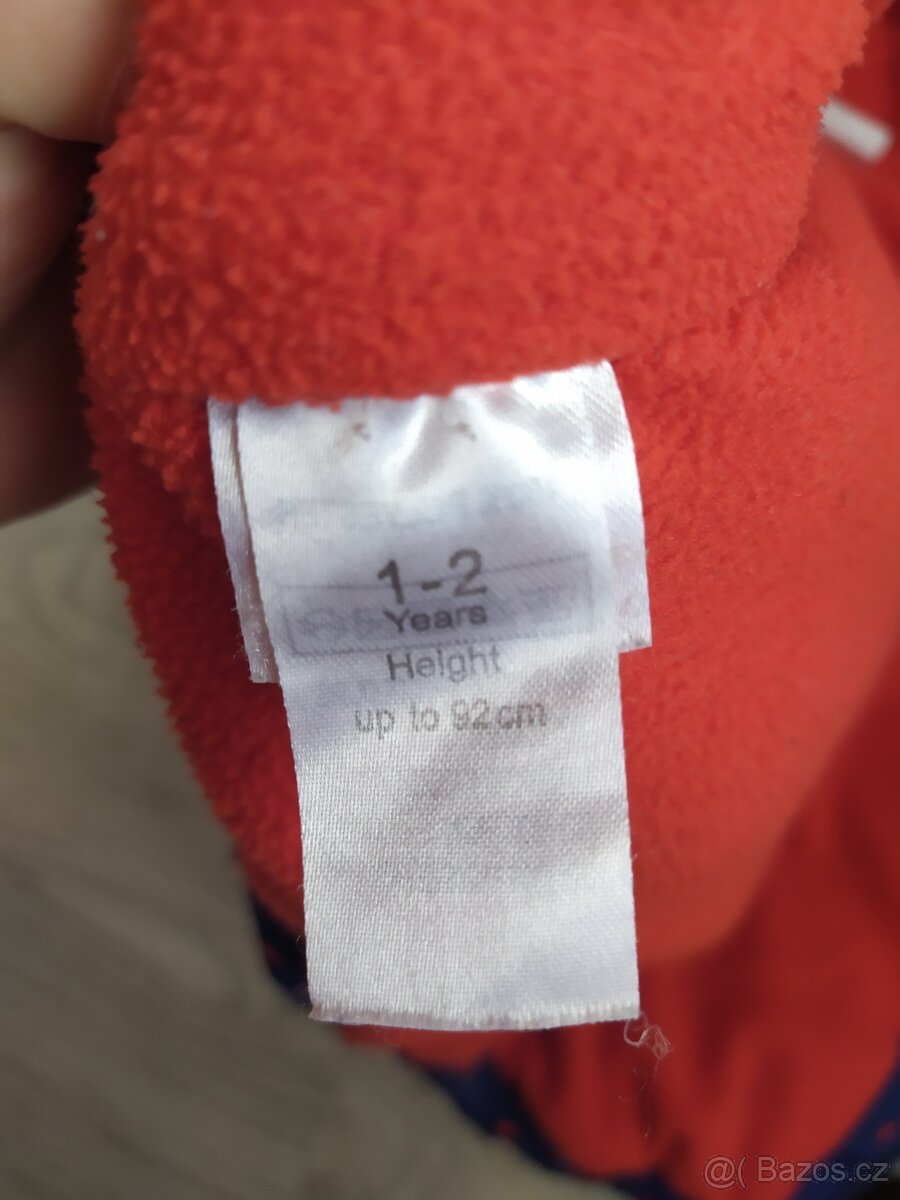 1-2
Years
Height
up to 92cm
@( Bazos.cz